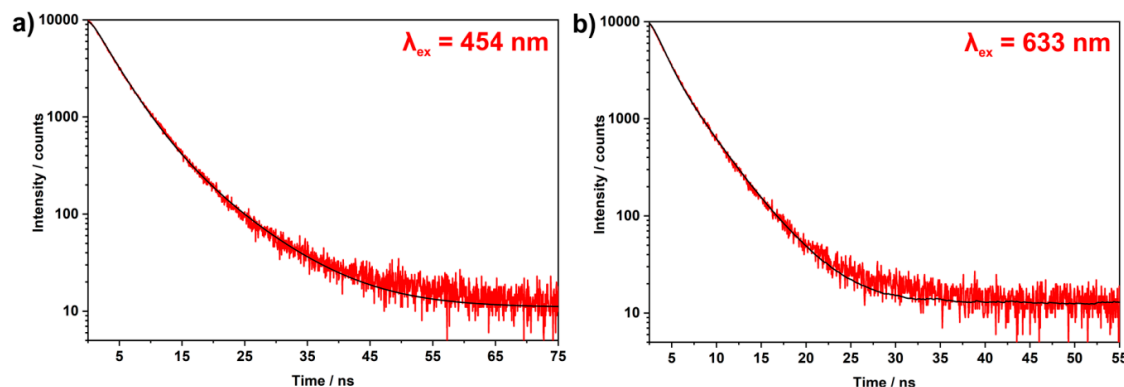 a)
λex = 454 nm
10000
1000
100
10
Intensity / counts
5 15 25 35 45 55 65 75
Time / ns
b)
λex = 633 nm
10000
1000
100
10
Intensity / counts
5 10 15 20 25 30 35 40 45 50 55
Time / ns